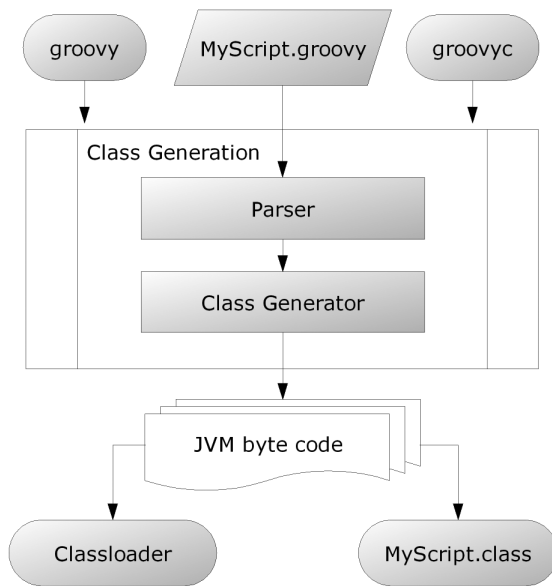 groovy
MyScript.groovy
groovyc
Class Generation
Parser
Class Generator
JVM byte code
Classloader
MyScript.class